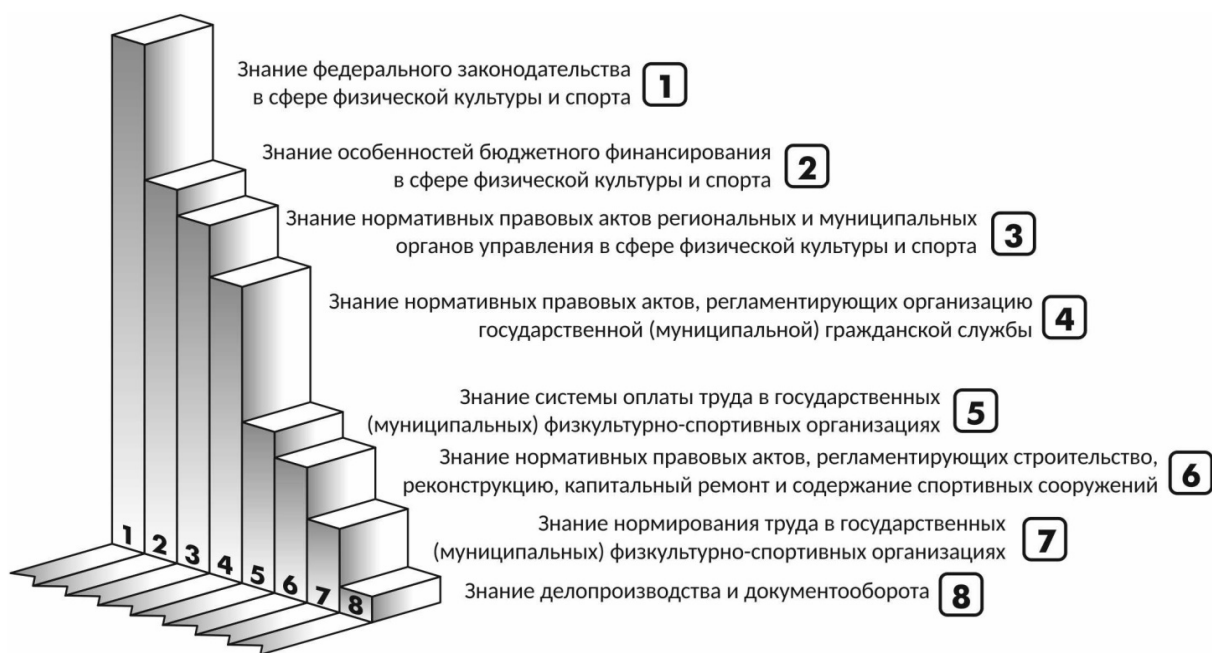 Знание федерального законодательства
в сфере физической культуры и спорта 1
Знание особенностей бюджетного финансирования
в сфере физической культуры и спорта 2
Знание нормативных правовых актов региональных и муниципальных
органов управления в сфере физической культуры и спорта 3
Знание нормативных правовых актов, регламентирующих организацию
государственной (муниципальной) гражданской службы 4
Знание системы оплаты труда в государственных
(муниципальных) физкультурно-спортивных организациях 5
Знание нормативных правовых актов, регламентирующих строительство,
реконструкцию, капитальный ремонт и содержание спортивных сооружений 6
Знание нормирования труда в государственных
(муниципальных) физкультурно-спортивных организациях 7
Знание делопроизводства и документооборота 8
1 2 3 4 5 6 7 8